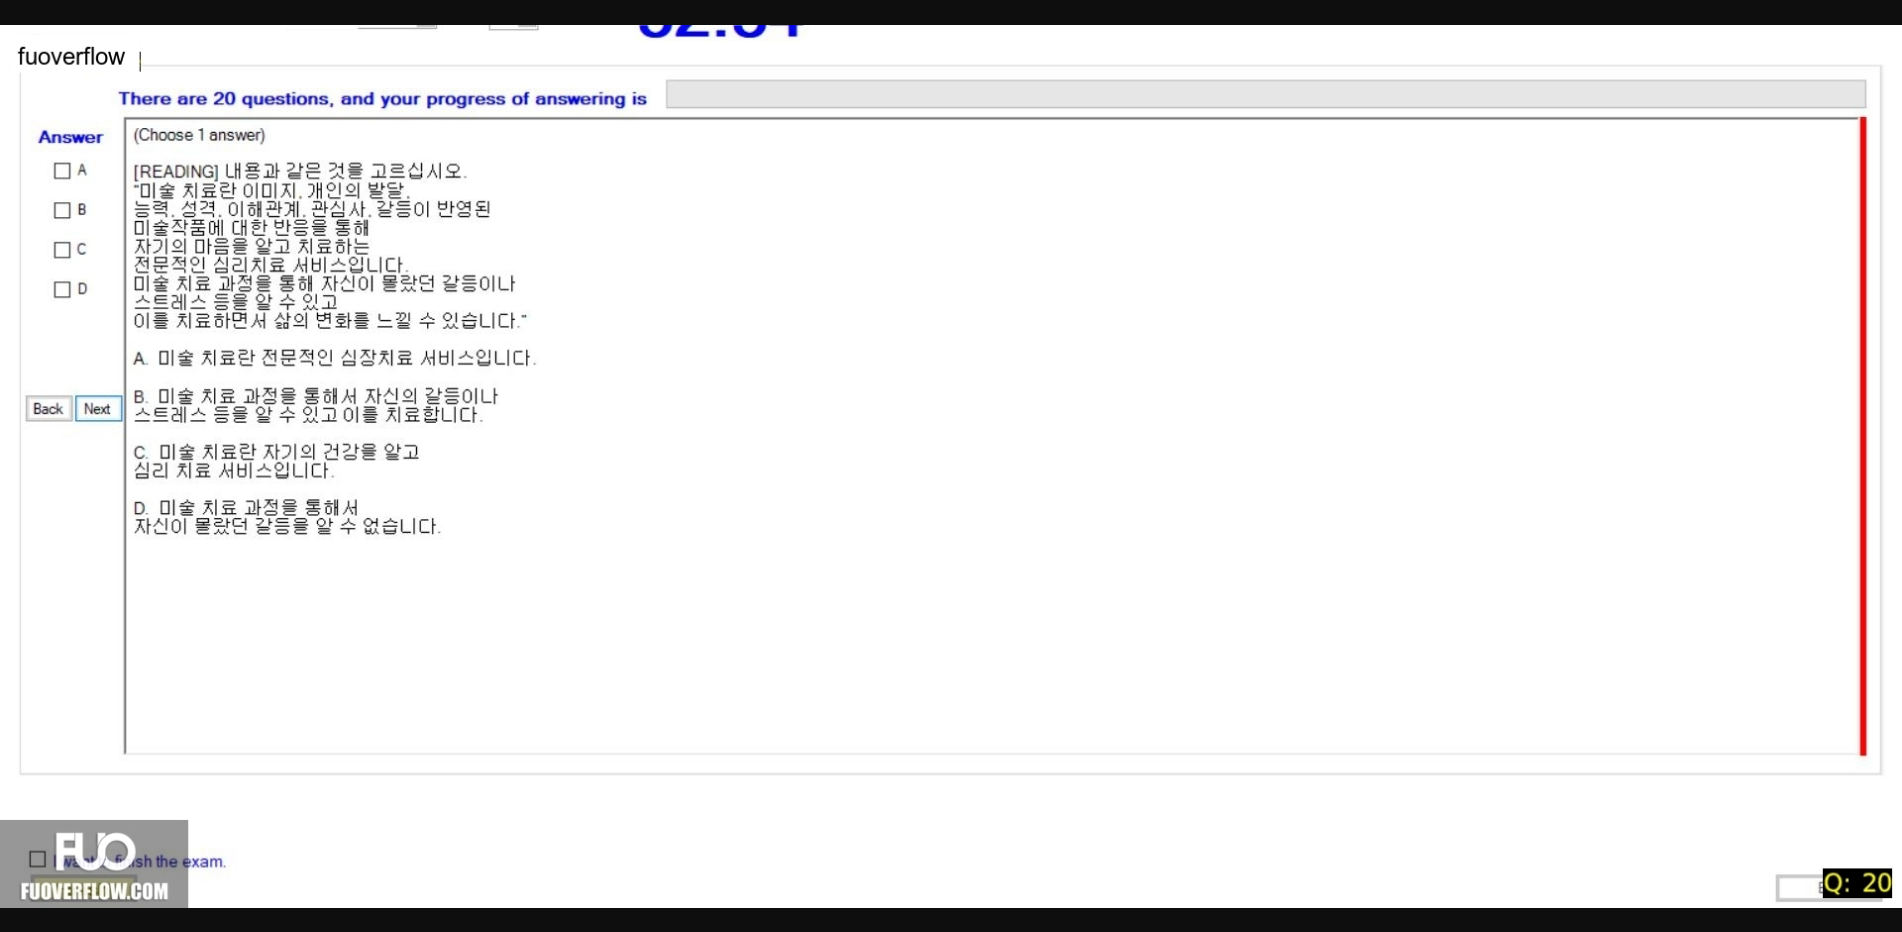 fuoverflow
There are 20 questions, and your progress of answering is
Answer
(Choose 1 answer)
A
B
C
D
[READING] 내용과 같은 것을 고르십시오.
"미술 치료란 이미지, 개인의 발달,
능력, 성격, 이해관계, 관심사, 갈등이 반영된
미술작품에 대한 반응을 통해
자기의 마음을 알고 치료하는
전문적인 심리치료 서비스입니다.
미술 치료 과정을 통해 자신이 몰랐던 갈등이나
스트레스 등을 알 수 있고
이를 치료하면서 삶의 변화를 느낄 수 있습니다."
A. 미술 치료란 전문적인 심장치료 서비스입니다.
B. 미술 치료 과정을 통해서 자신의 갈등이나
스트레스 등을 알 수 있고 이를 치료합니다.
C. 미술 치료란 자기의 건강을 알고
심리 치료 서비스입니다.
D. 미술 치료 과정을 통해서
자신이 몰랐던 갈등을 알 수 없습니다.
Back Next
the exam.
FUO
FUOVERFLOW.COM
Q: 20